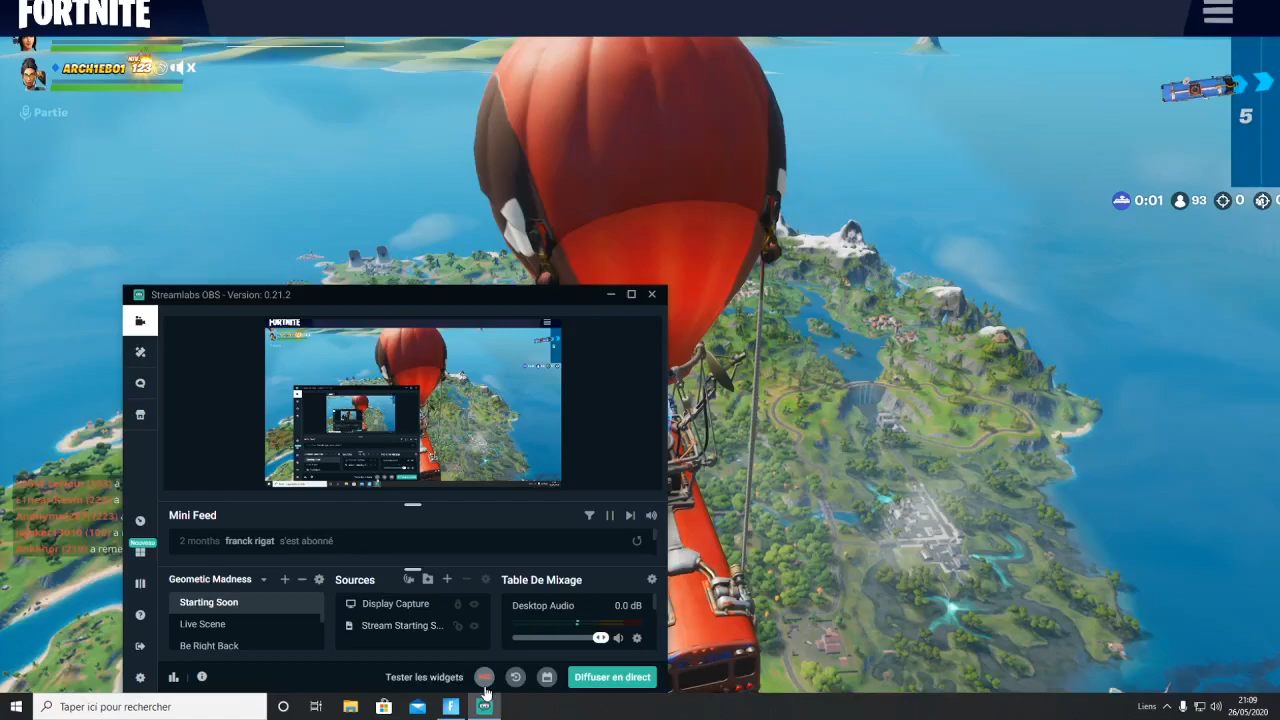 FORTNITE
ARCH1EB01
NIV. 123
X
Partie
5
0:01
93
0
Streamlabs OBS - Version: 0.21.2
Mini Feed
2 months franck rigat s'est abonné
Nouveau
Geometic Madness
Sources
Table De Mixage
Starting Soon
Display Capture
Desktop Audio 0.0 dB
Live Scene
Stream Starting S...
Be Right Back
Tester les widgets
REC
Diffuser en direct
Taper ici pour rechercher
Liens
21:09
26/05/2020